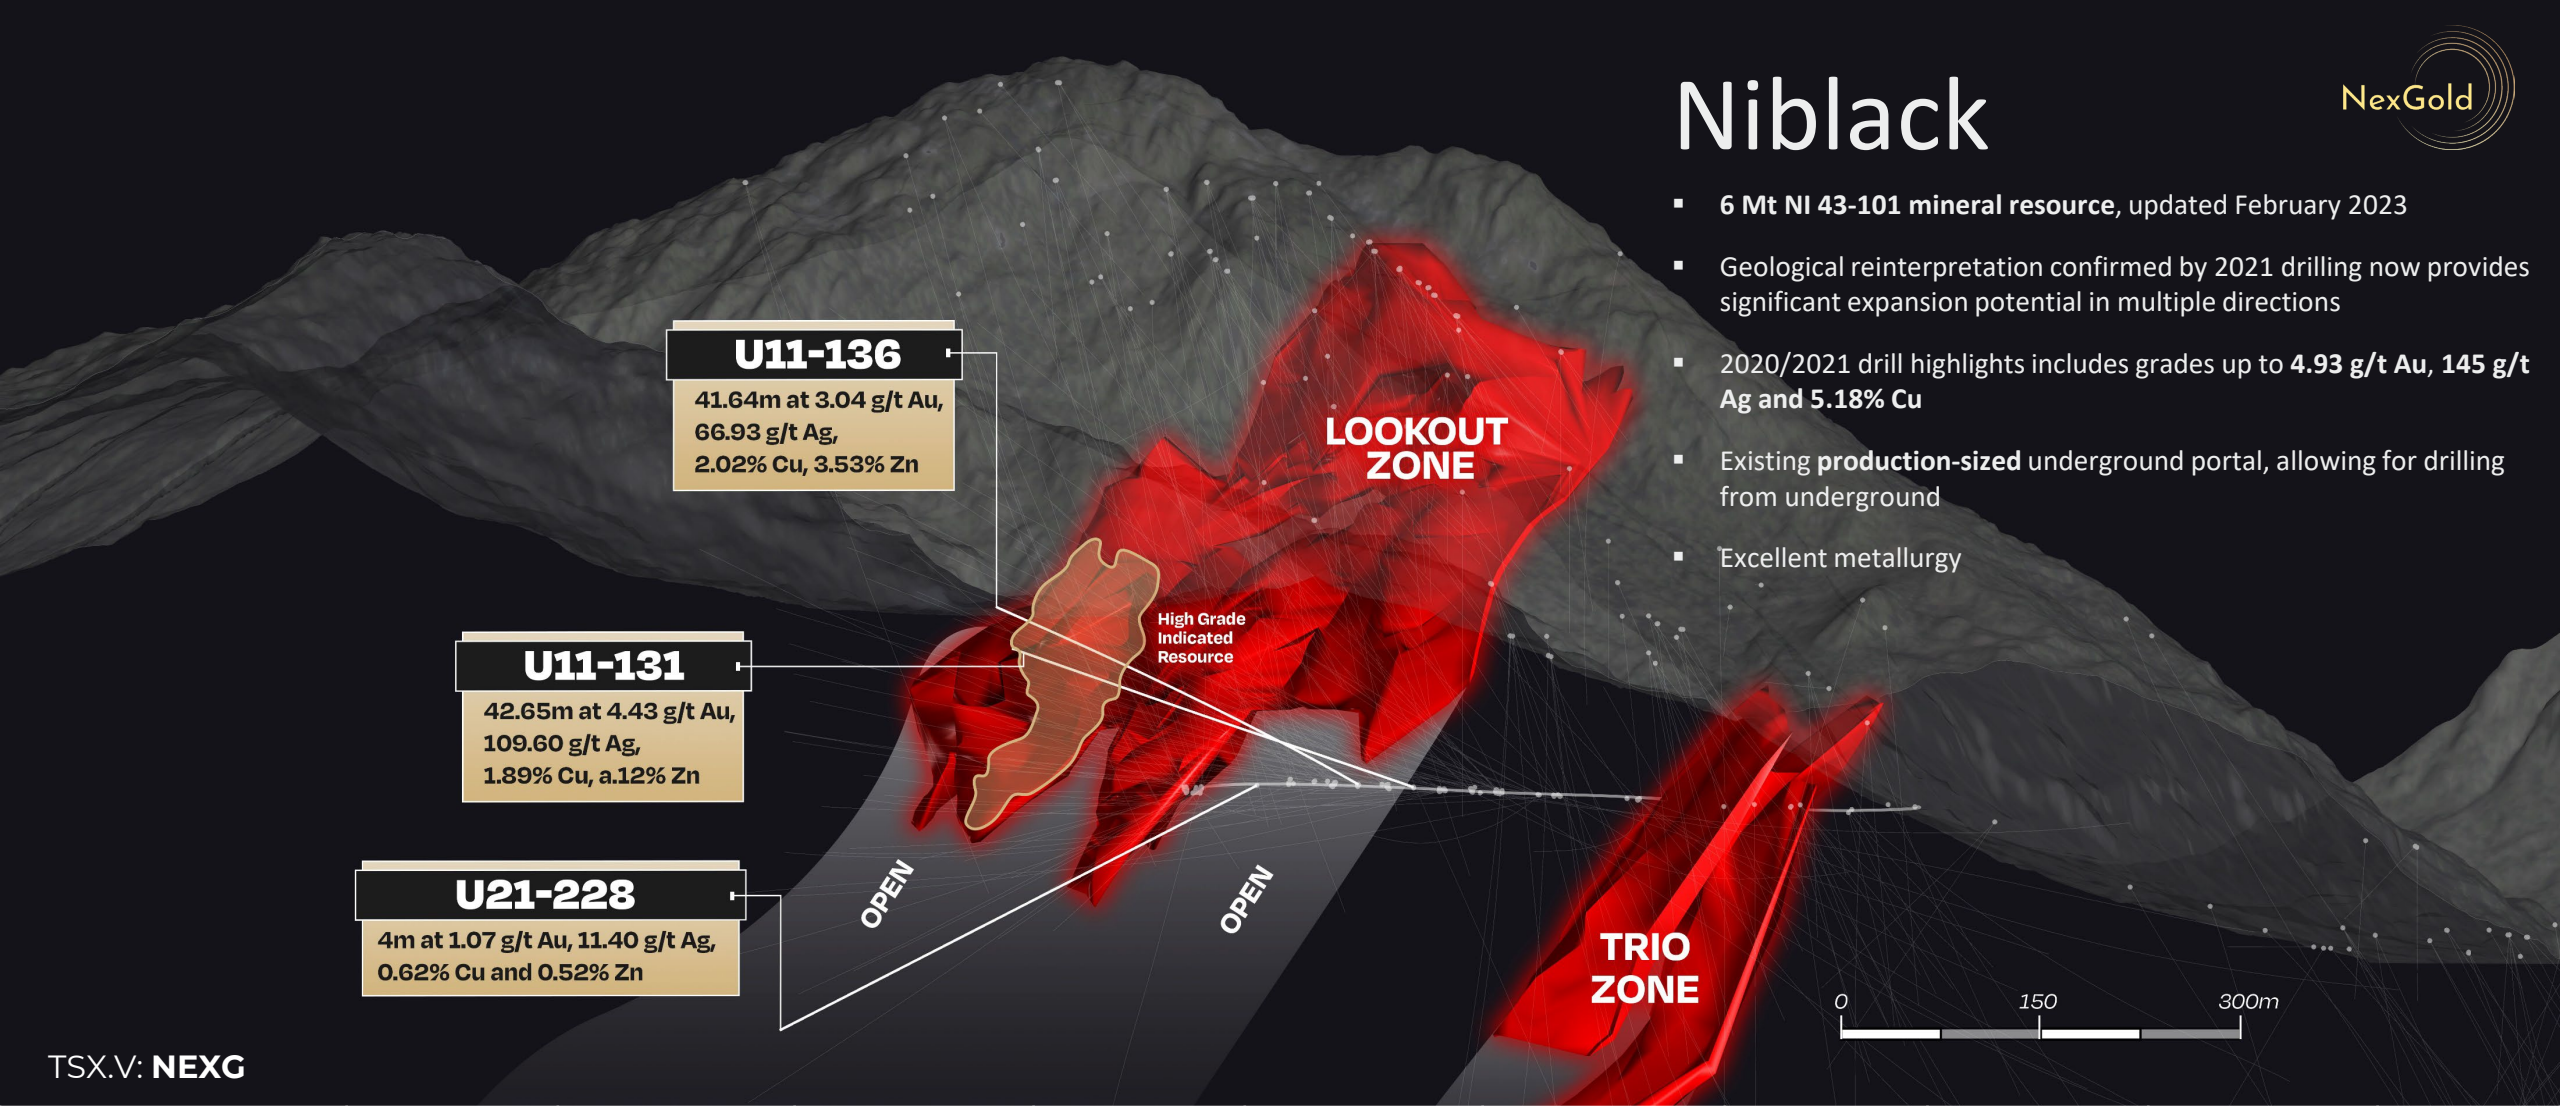 Niblack
NexGold
▪ 6 Mt NI 43-101 mineral resource, updated February 2023
▪ Geological reinterpretation confirmed by 2021 drilling now provides
significant expansion potential in multiple directions
▪ 2020/2021 drill highlights includes grades up to 4.93 g/t Au, 145 g/t
Ag and 5.18% Cu
▪ Existing production-sized underground portal, allowing for drilling
from underground
▪ Excellent metallurgy
U11-136
41.64m at 3.04 g/t Au,
66.93 g/t Ag,
2.02% Cu, 3.53% Zn
LOOKOUT
ZONE
High Grade
Indicated
Resource
U11-131
42.65m at 4.43 g/t Au,
109.60 g/t Ag,
1.89% Cu, a.12% Zn
U21-228
4m at 1.07 g/t Au, 11.40 g/t Ag,
0.62% Cu and 0.52% Zn
OPEN
OPEN
TRIO
ZONE
0 150 300m
TSX.V: NEXG